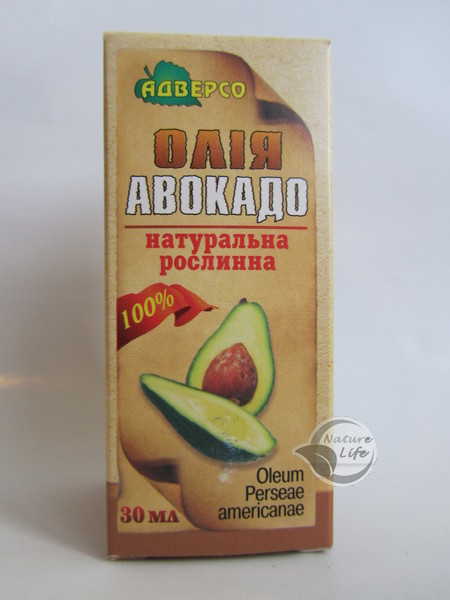 АДВЕРСО
ОЛІЯ
АВОКАДО
натуральна
рослинна
100%
Nature
Life
Oleum
Perseae
americanae
30 мл